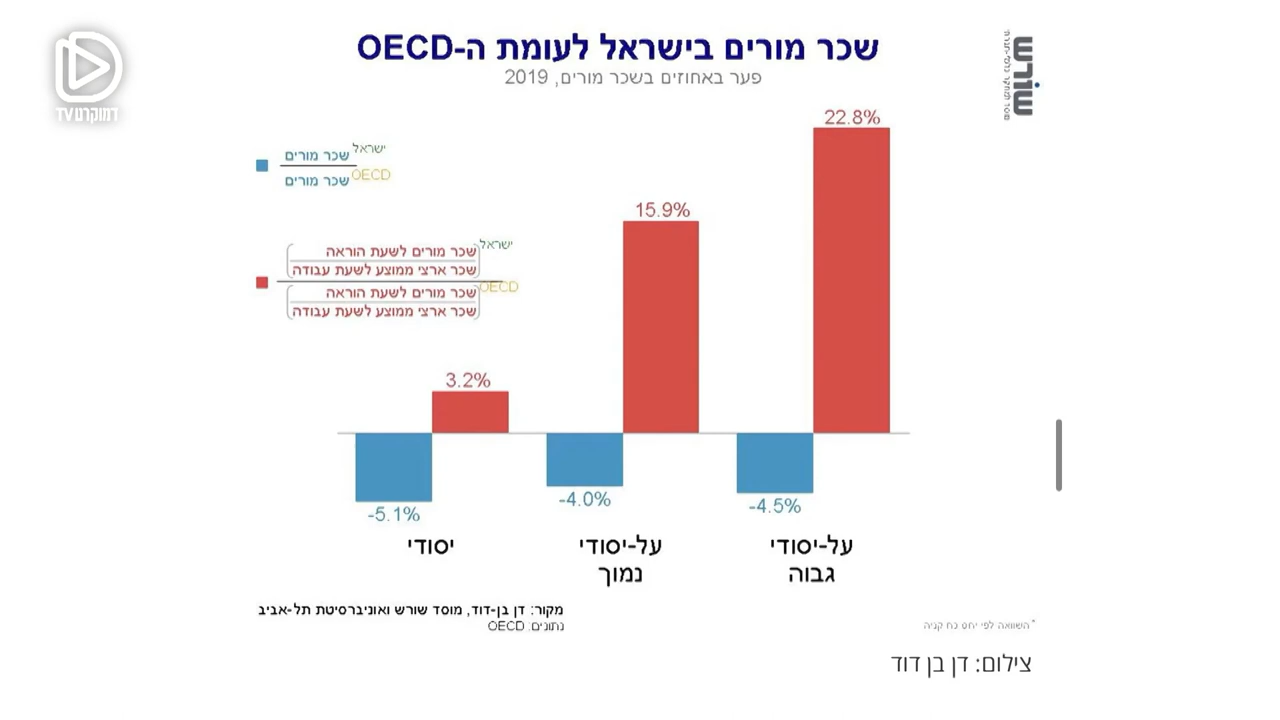 שכר מורים בישראל לעומת ה-OECD
פער באחוזים בשכר מורים, 2019
שורש
דמוקרט TV
שכר מורים ישראל
שכר מורים OECD
שכר מורים לשעת הוראה ישראל
שכר ארצי ממוצע לשעת עבודה
שכר מורים לשעת הוראה OECD
שכר ארצי ממוצע לשעת עבודה
22.8%
15.9%
3.2%
-5.1%
-4.0%
-4.5%
יסודי
על-יסודי
נמוך
על-יסודי
גבוה
מקור: דן בן-דוד, מוסד שורש ואוניברסיטת תל-אביב
נתונים: OECD
*השוואה לפי יחס כח קניה
צילום: דן בן דוד